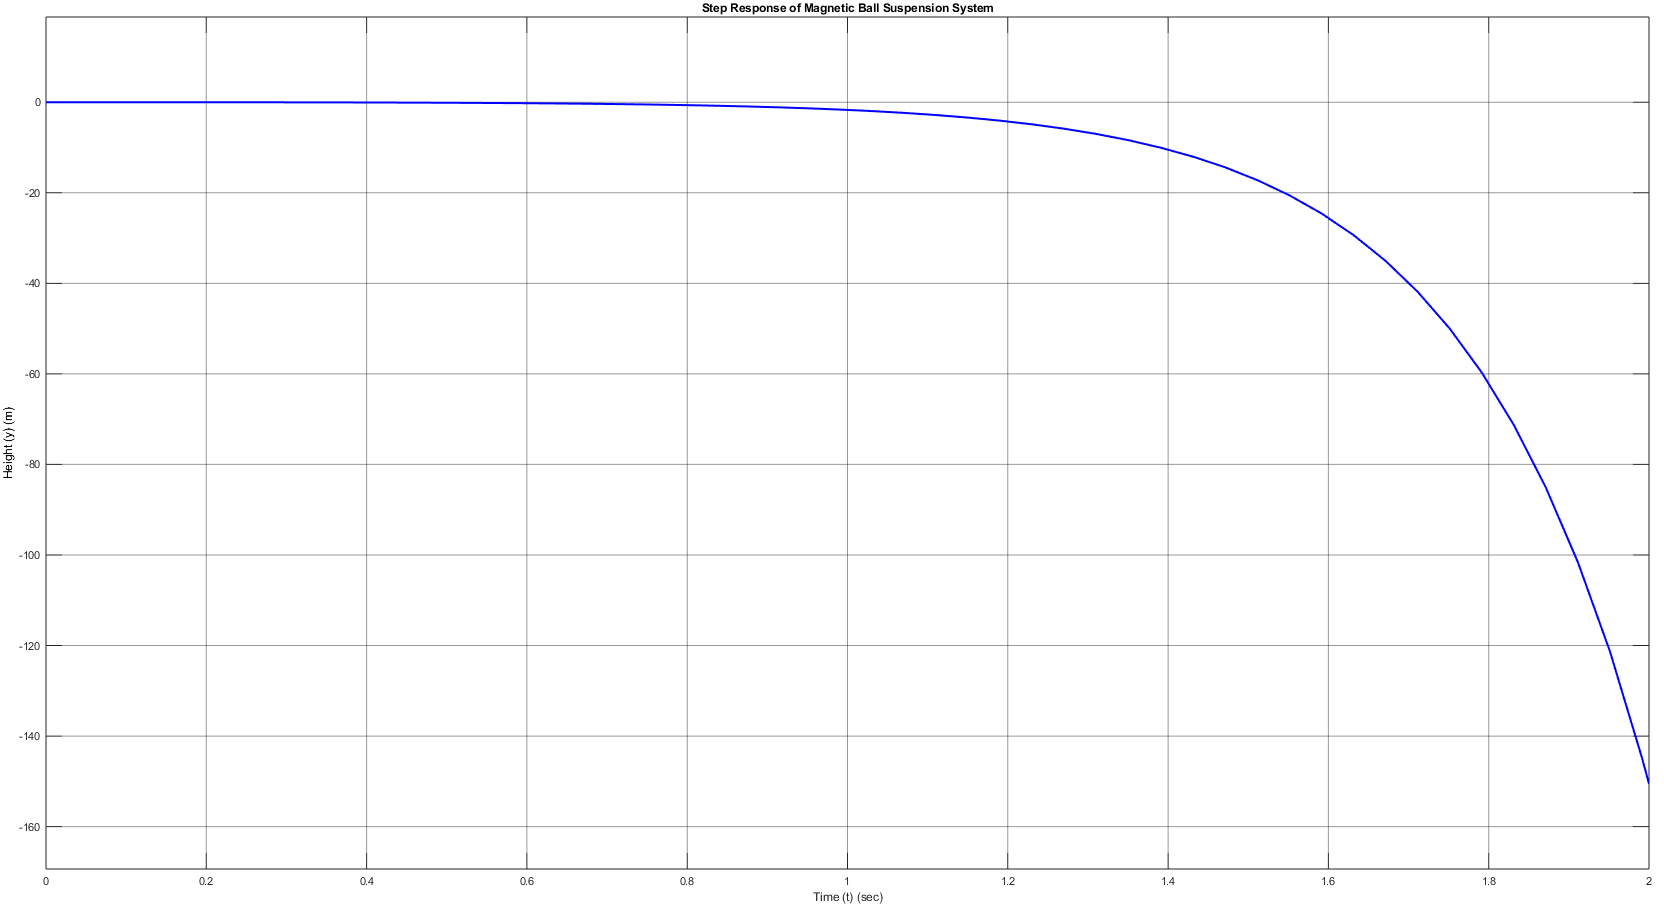 Step Response of Magnetic Ball Suspension System
Height (y) (m)
0
-20
-40
-60
-80
-100
-120
-140
-160
0 0.2 0.4 0.6 0.8 1 1.2 1.4 1.6 1.8 2
Time (t) (sec)